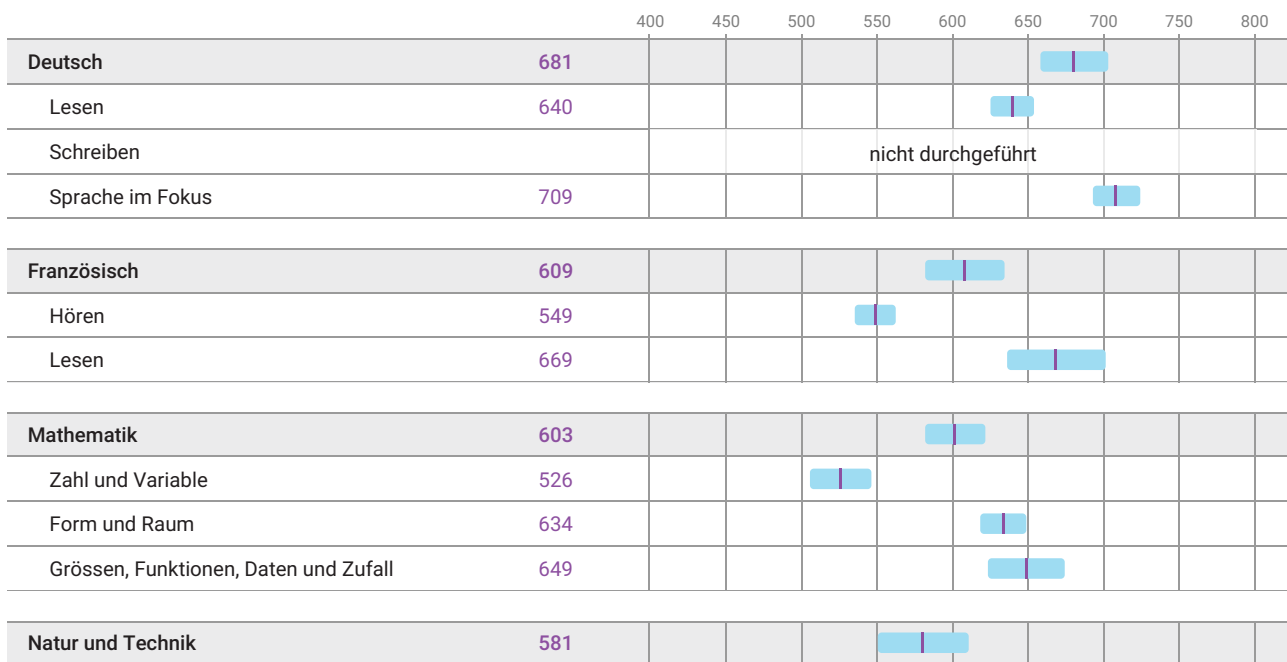 400 450 500 550 600 650 700 750 800
Deutsch 681
Lesen 640
Schreiben nicht durchgeführt
Sprache im Fokus 709
Französisch 609
Hören 549
Lesen 669
Mathematik 603
Zahl und Variable 526
Form und Raum 634
Grössen, Funktionen, Daten und Zufall 649
Natur und Technik 581